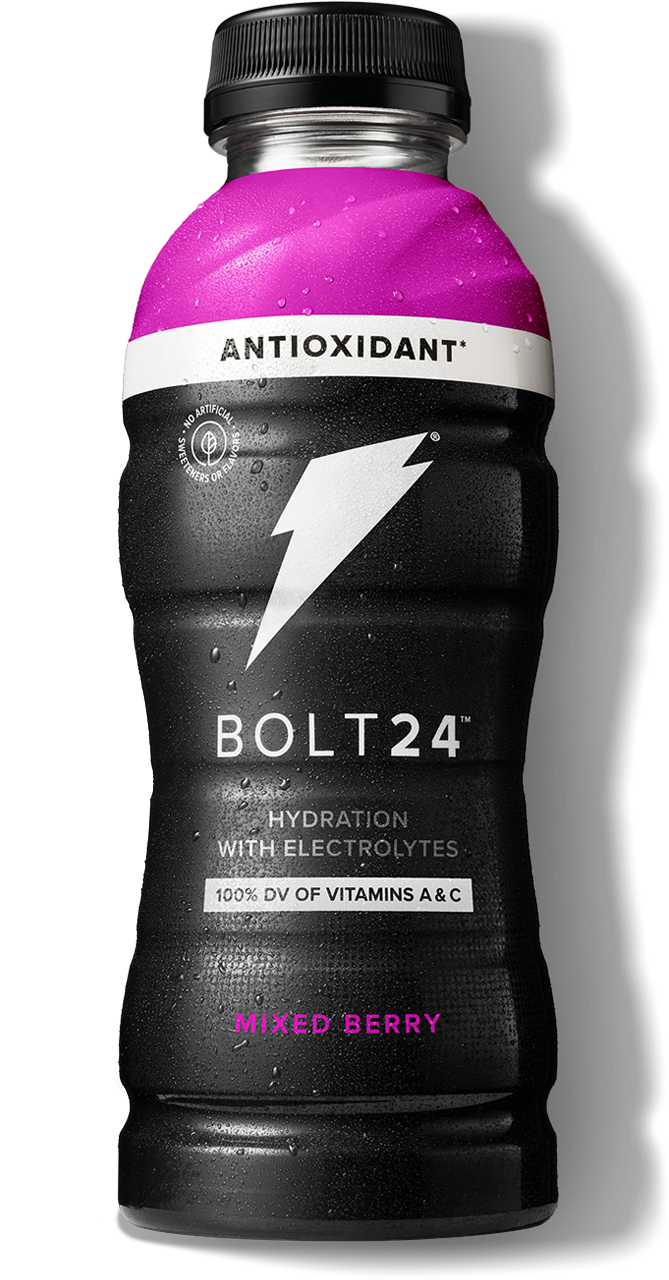 ANTIOXIDANT*
• NO ARTIFICIAL •
SWEETENERS OR FLAVORS
®
BOLT24™
HYDRATION
WITH ELECTROLYTES
100% DV OF VITAMINS A & C
MIXED BERRY